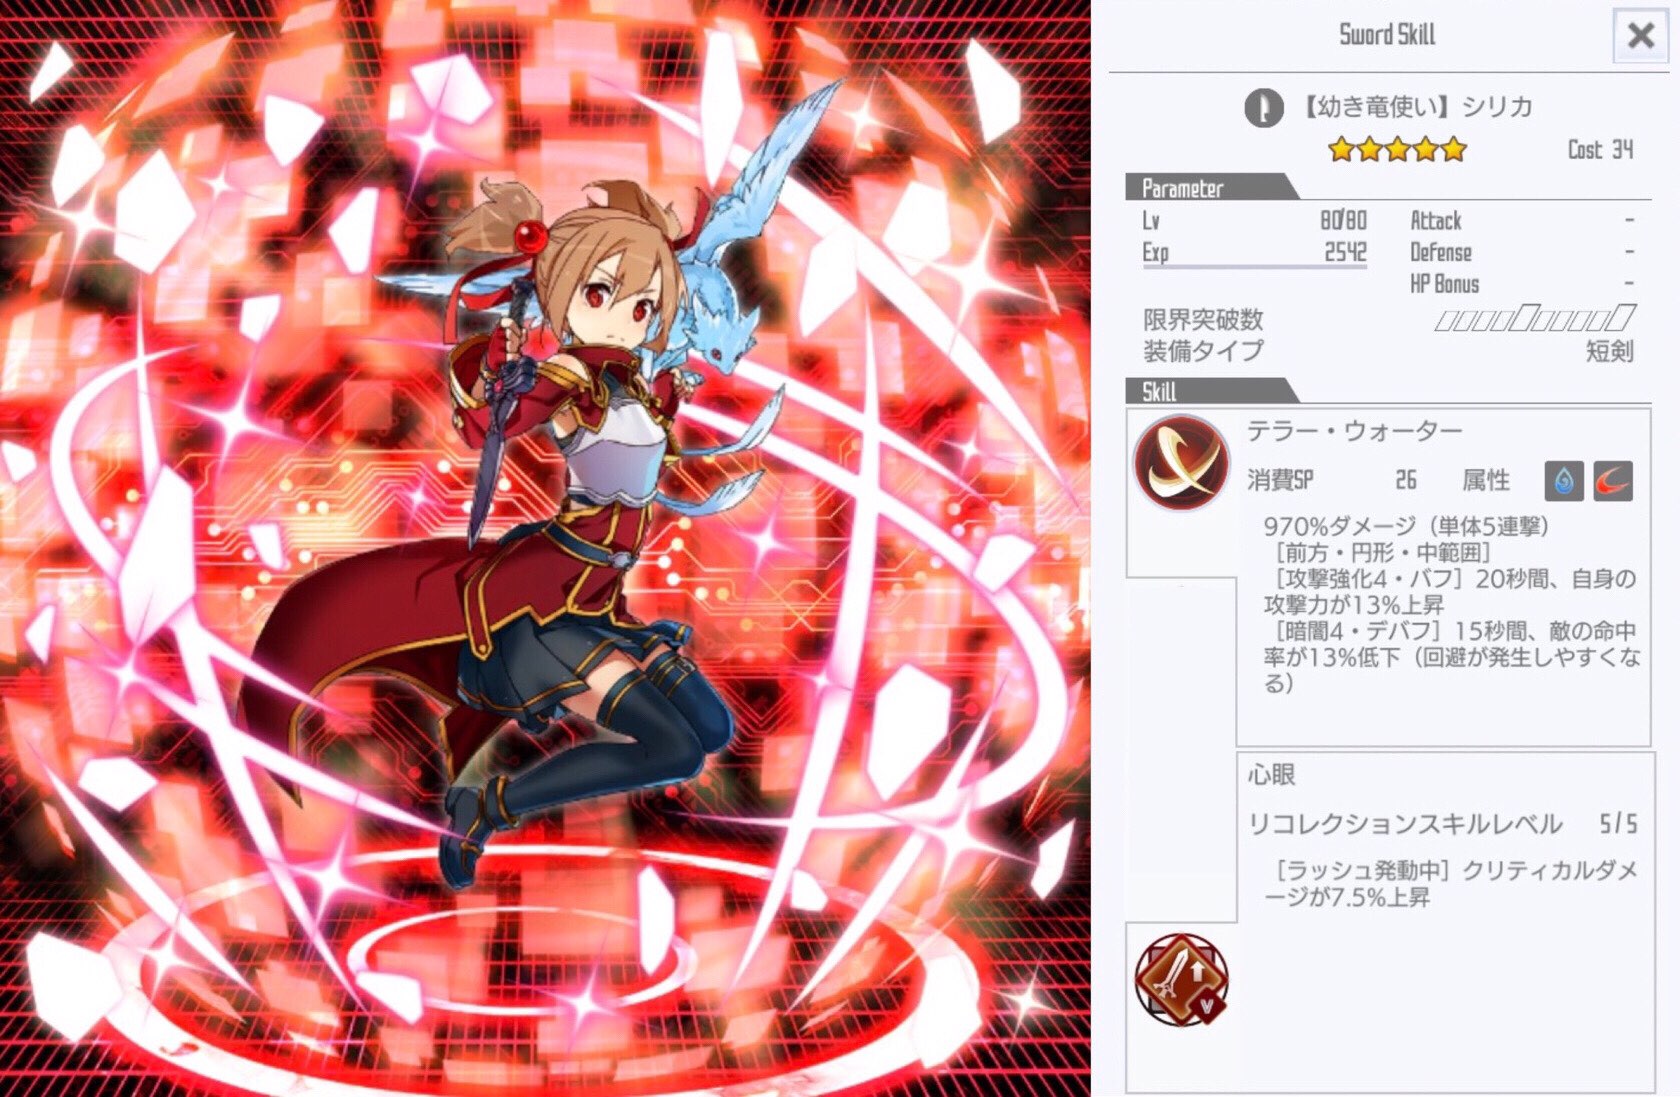 Sword Skill
【幼き竜使い】シリカ
Cost 34
Parameter
Lv 80/80
Attack -
Exp 2542
Defense -
HP Bonus -
限界突破数
装備タイプ 短剣
Skill
テラー・ウォーター
消費SP 26 属性
970%ダメージ（単体5連撃）
［前方・円形・中範囲］
［攻撃強化4・バフ］20秒間、自身の
攻撃力が13%上昇
［暗闇4・デバフ］15秒間、敵の命中
率が13%低下（回避が発生しやすくな
る）
心眼
リコレクションスキルレベル 5/5
［ラッシュ発動中］クリティカルダメ
ージが7.5%上昇
V